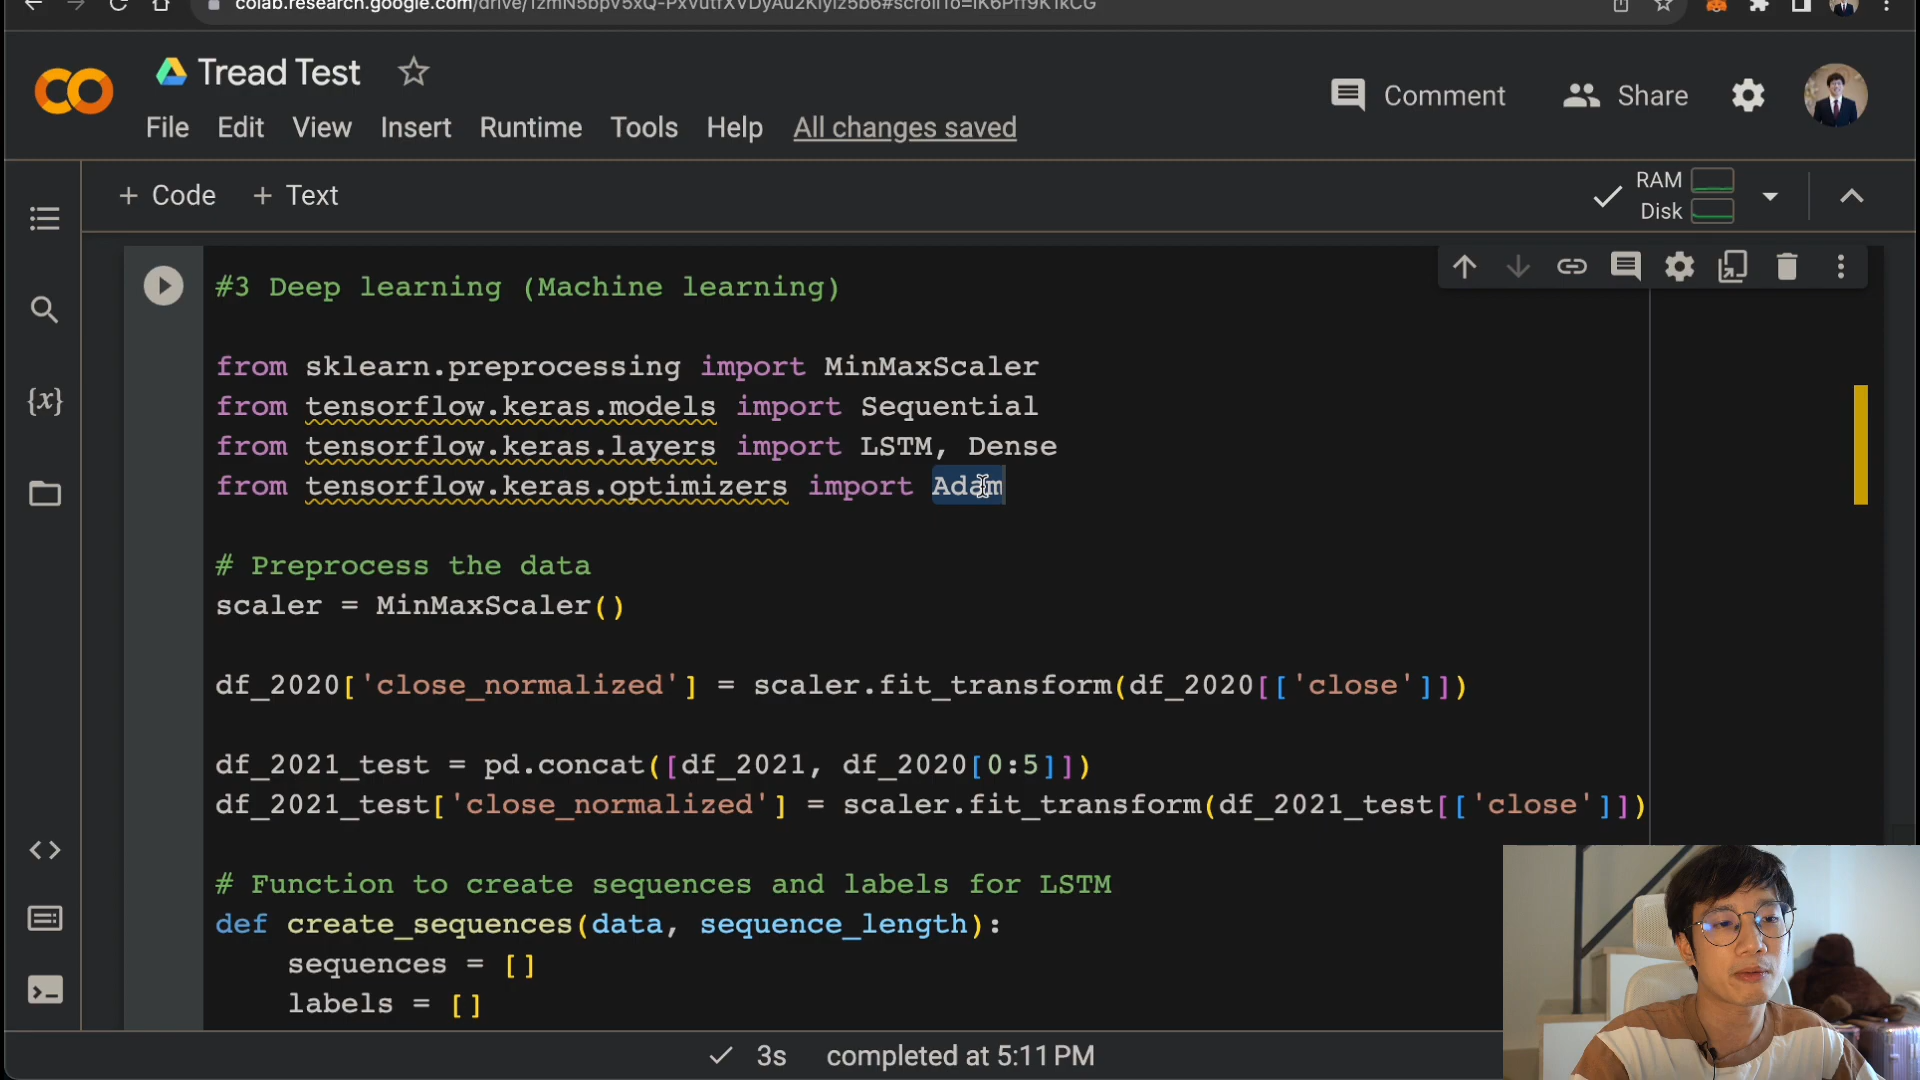 Tread Test
Comment
Share
File Edit View Insert Runtime Tools Help All changes saved
+ Code + Text
RAM
Disk
#3 Deep learning (Machine learning)
from sklearn.preprocessing import MinMaxScaler
from tensorflow.keras.models import Sequential
from tensorflow.keras.layers import LSTM, Dense
from tensorflow.keras.optimizers import Adam
# Preprocess the data
scaler = MinMaxScaler()
df_2020['close_normalized'] = scaler.fit_transform(df_2020[['close']])
df_2021_test = pd.concat([df_2021, df_2020[0:5]])
df_2021_test['close_normalized'] = scaler.fit_transform(df_2021_test[['close']])
# Function to create sequences and labels for LSTM
def create_sequences(data, sequence_length):
sequences = []
labels = []
3s completed at 5:11 PM